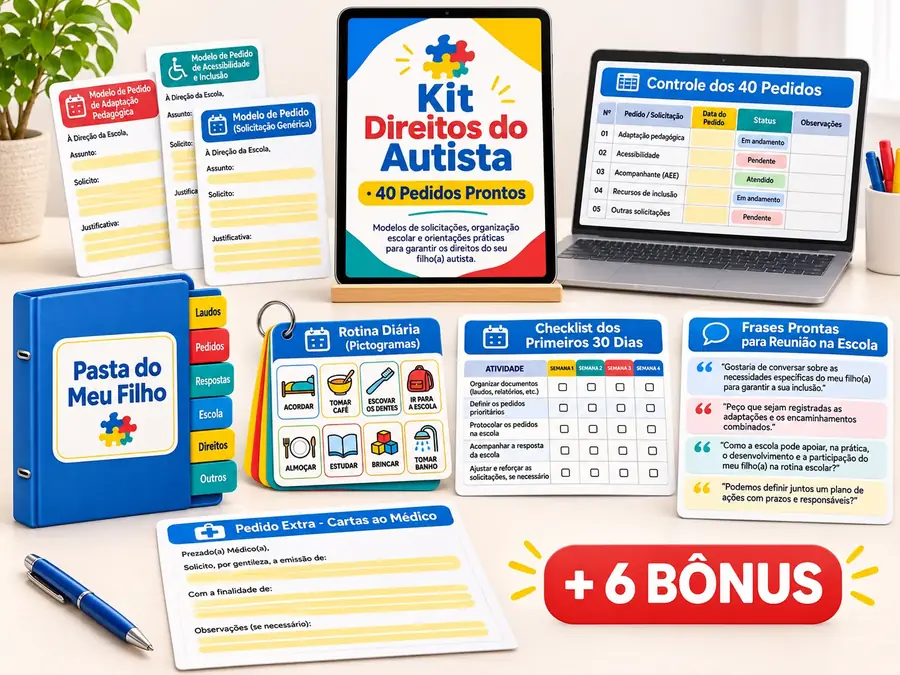 Modelo de Pedido
de Adaptação
Pedagógica
À Direção da Escola,
Assunto:
Solicito:
Justificativa:
Modelo de Pedido
de Acessibilidade
e Inclusão
À Direção da Escola,
Solicito:
Modelo de Pedido
(Solicitação Genérica)
À Direção da Escola,
Assunto:
Solicito:
Justificativa:
Kit
Direitos do
Autista
• 40 Pedidos Prontos
Modelos de solicitações, organização
escolar e orientações práticas
para garantir os direitos do seu
filho(a) autista.
Controle dos 40 Pedidos
Nº Pedido / Solicitação Data do Pedido Status Observações
01 Adaptação pedagógica Em andamento
02 Acessibilidade Pendente
03 Acompanhante (AEE) Atendido
04 Recursos de inclusão Em andamento
05 Outras solicitações Pendente
Pasta do
Meu Filho
Laudos
Pedidos
Respostas
Escola
Direitos
Outros
Rotina Diária
(Pictogramas)
ACORDAR
TOMAR CAFÉ
ESCOVAR OS DENTES
IR PARA A ESCOLA
ALMOÇAR
ESTUDAR
BRINCAR
TOMAR BANHO
Checklist dos
Primeiros 30 Dias
ATIVIDADE SEMANA 1 SEMANA 2 SEMANA 3 SEMANA 4
Organizar documentos
(laudos, relatórios, etc.)
Definir os pedidos
prioritários
Protocolar os pedidos
na escola
Acompanhar a resposta
da escola
Ajustar e reforçar as
solicitações, se necessário
Frases Prontas
para Reunião na Escola
"Gostaria de conversar sobre as
necessidades específicas do meu filho(a)
para garantir a sua inclusão."
"Peço que sejam registradas as
adaptações e os encaminhamentos
combinados."
"Como a escola pode apoiar, na prática,
o desenvolvimento e a participação do
meu filho(a) na rotina escolar?"
"Podemos definir juntos um plano de
ações com prazos e responsáveis?"
Pedido Extra - Cartas ao Médico
Prezado(a) Médico(a),
Solicito, por gentileza, a emissão de:
Com a finalidade de:
Observações (se necessário):
+ 6 BÔNUS